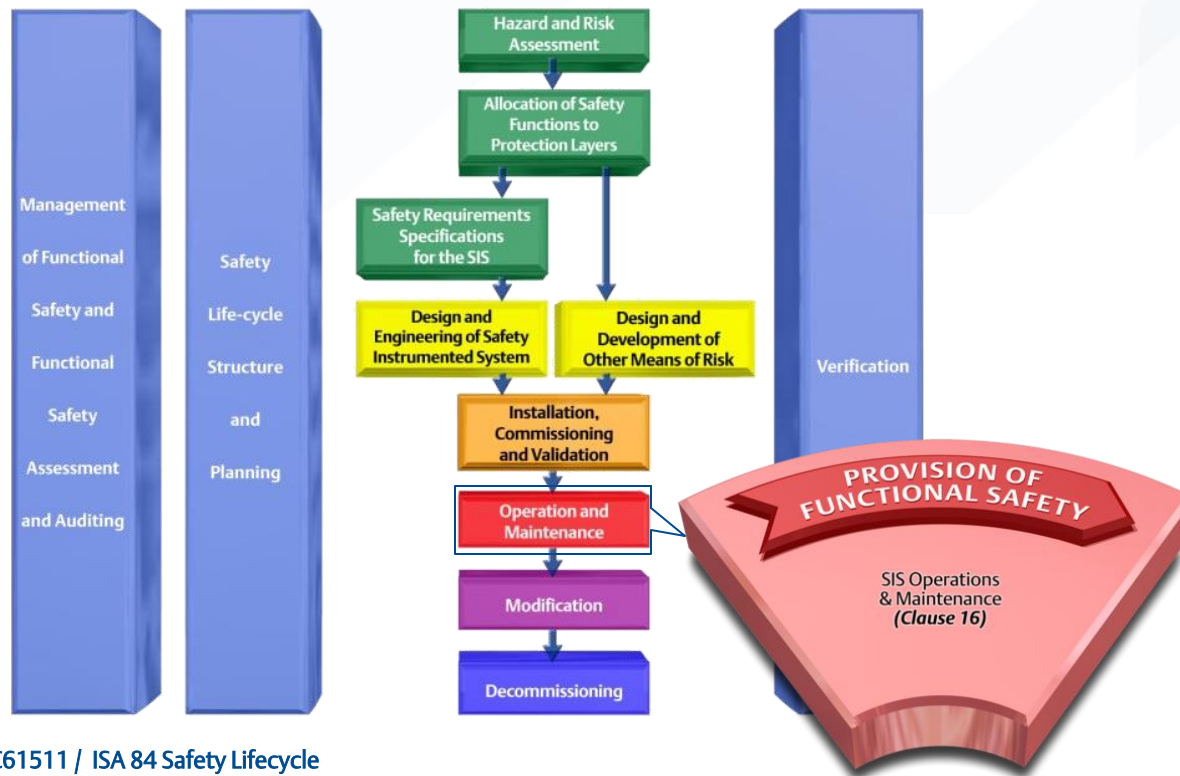 Management
of Functional
Safety and
Functional
Safety
Assessment
and Auditing
Safety
Life-cycle
Structure
and
Planning
Hazard and Risk
Assessment
Allocation of Safety
Functions to
Protection Layers
Safety Requirements
Specifications
for the SIS
Design and
Engineering of Safety
Instrumented System
Design and
Development of
Other Means of Risk
Installation,
Commissioning
and Validation
Operation and
Maintenance
Modification
Decommissioning
Verification
PROVISION OF
FUNCTIONAL SAFETY
SIS Operations
& Maintenance
(Clause 16)
C61511 / ISA 84 Safety Lifecycle